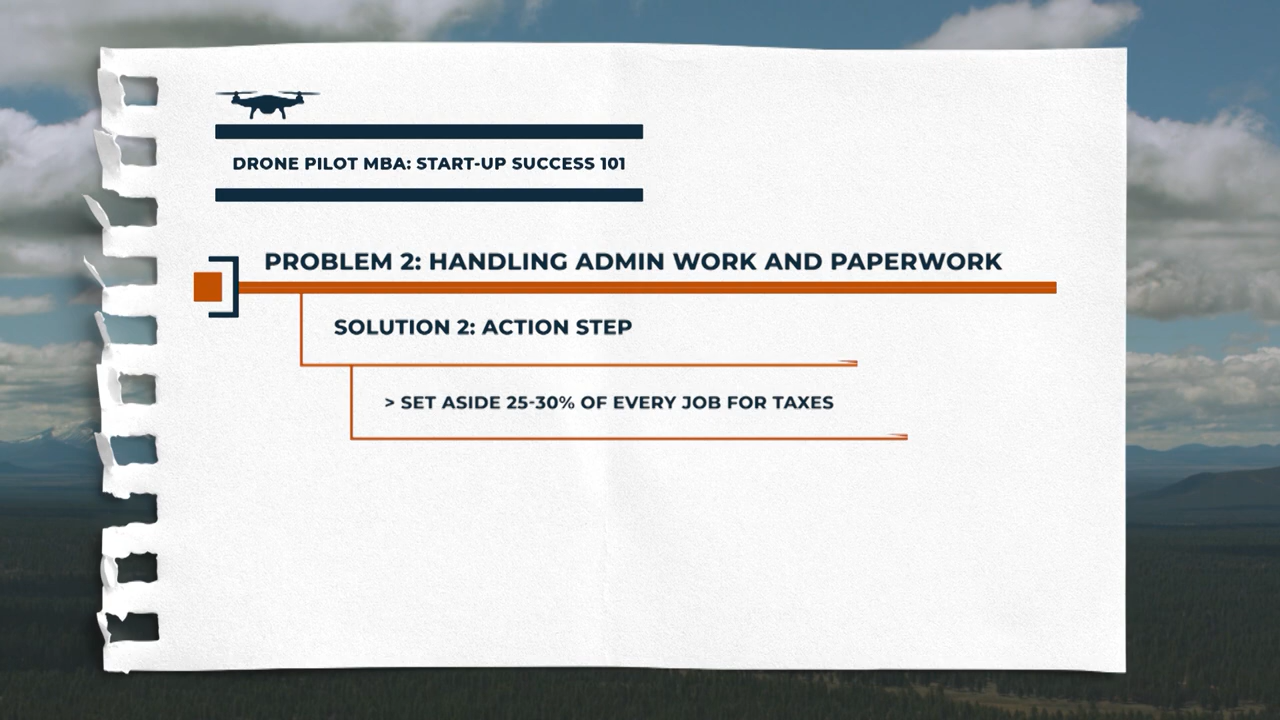 DRONE PILOT MBA: START-UP SUCCESS 101
PROBLEM 2: HANDLING ADMIN WORK AND PAPERWORK
SOLUTION 2: ACTION STEP
> SET ASIDE 25-30% OF EVERY JOB FOR TAXES